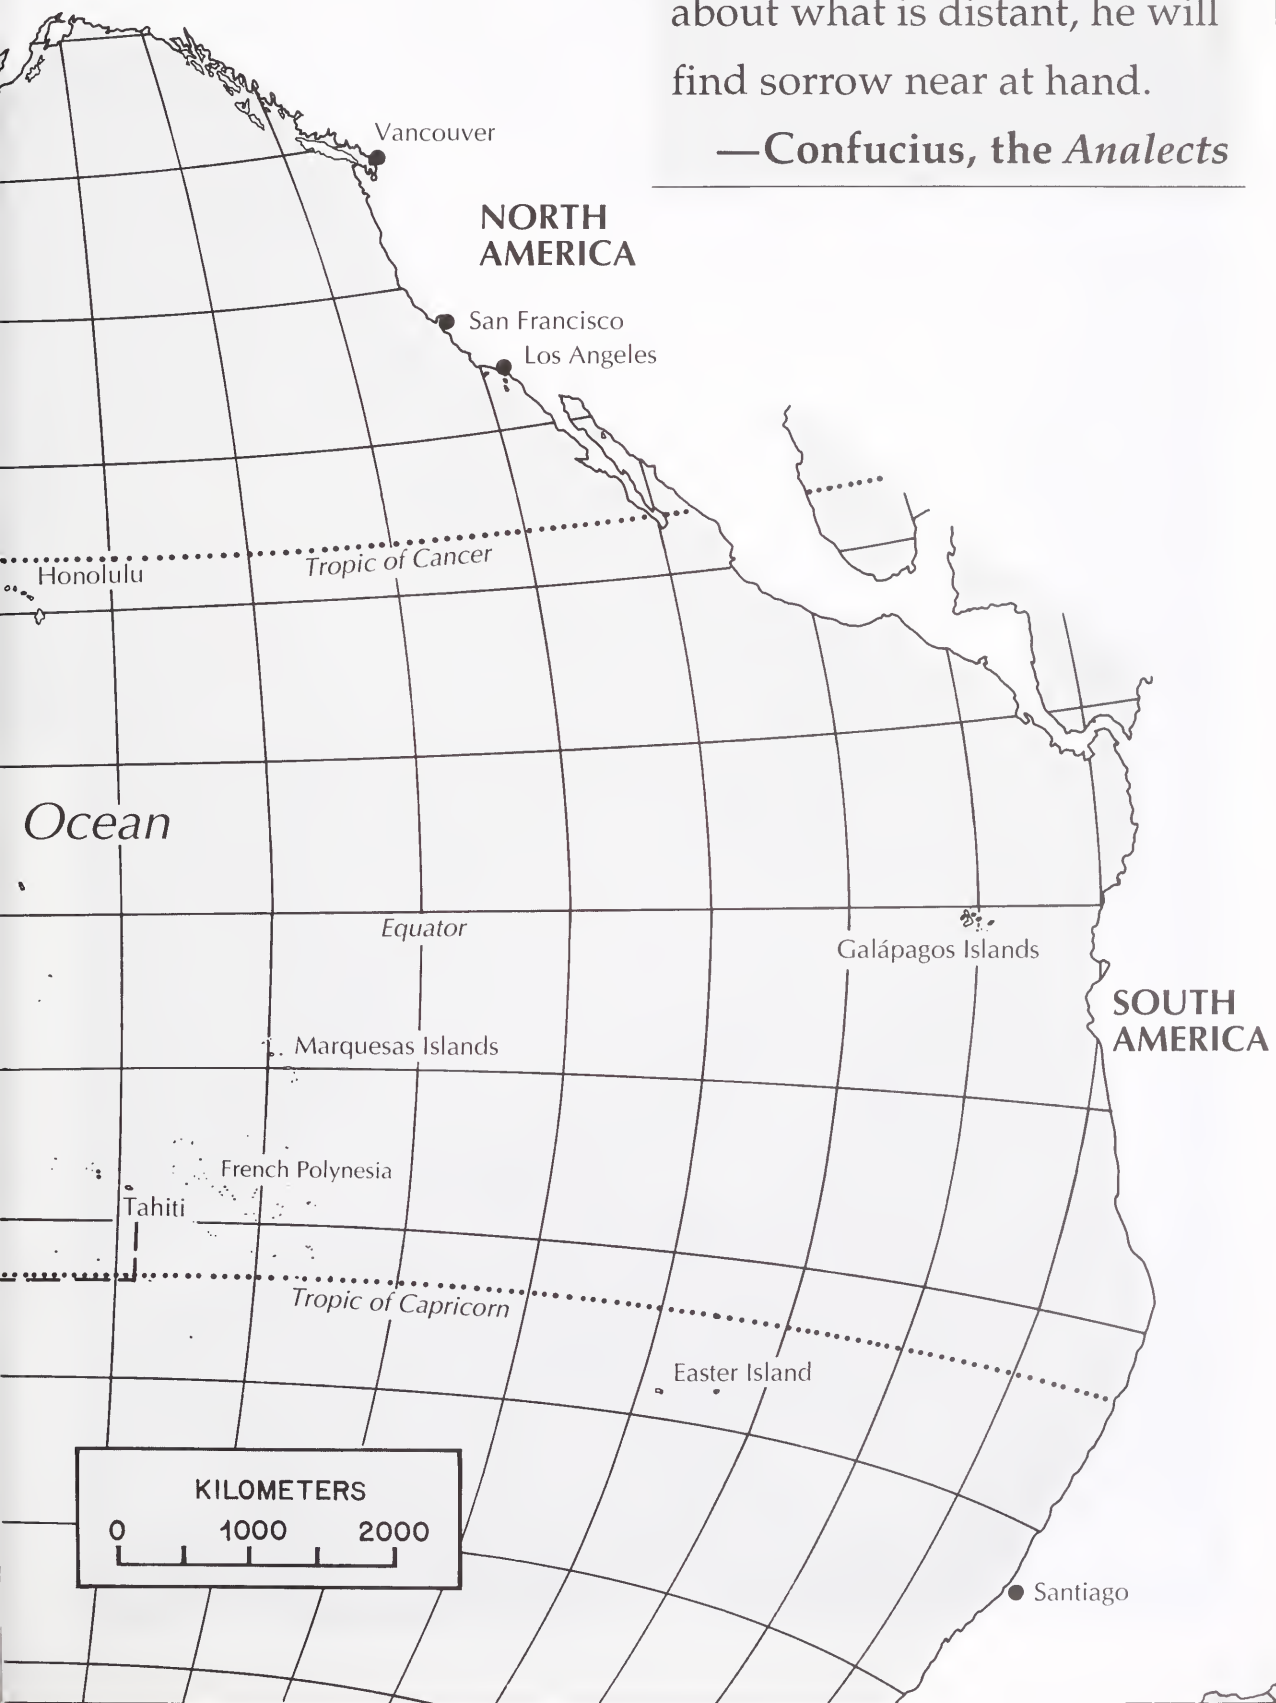 about what is distant, he will
find sorrow near at hand.
—Confucius, the Analects
Vancouver
NORTH
AMERICA
San Francisco
Los Angeles
Tropic of Cancer
Honolulu
Ocean
Equator
Galápagos Islands
SOUTH
AMERICA
Marquesas Islands
French Polynesia
Tahiti
Tropic of Capricorn
Easter Island
KILOMETERS
0 1000 2000
Santiago